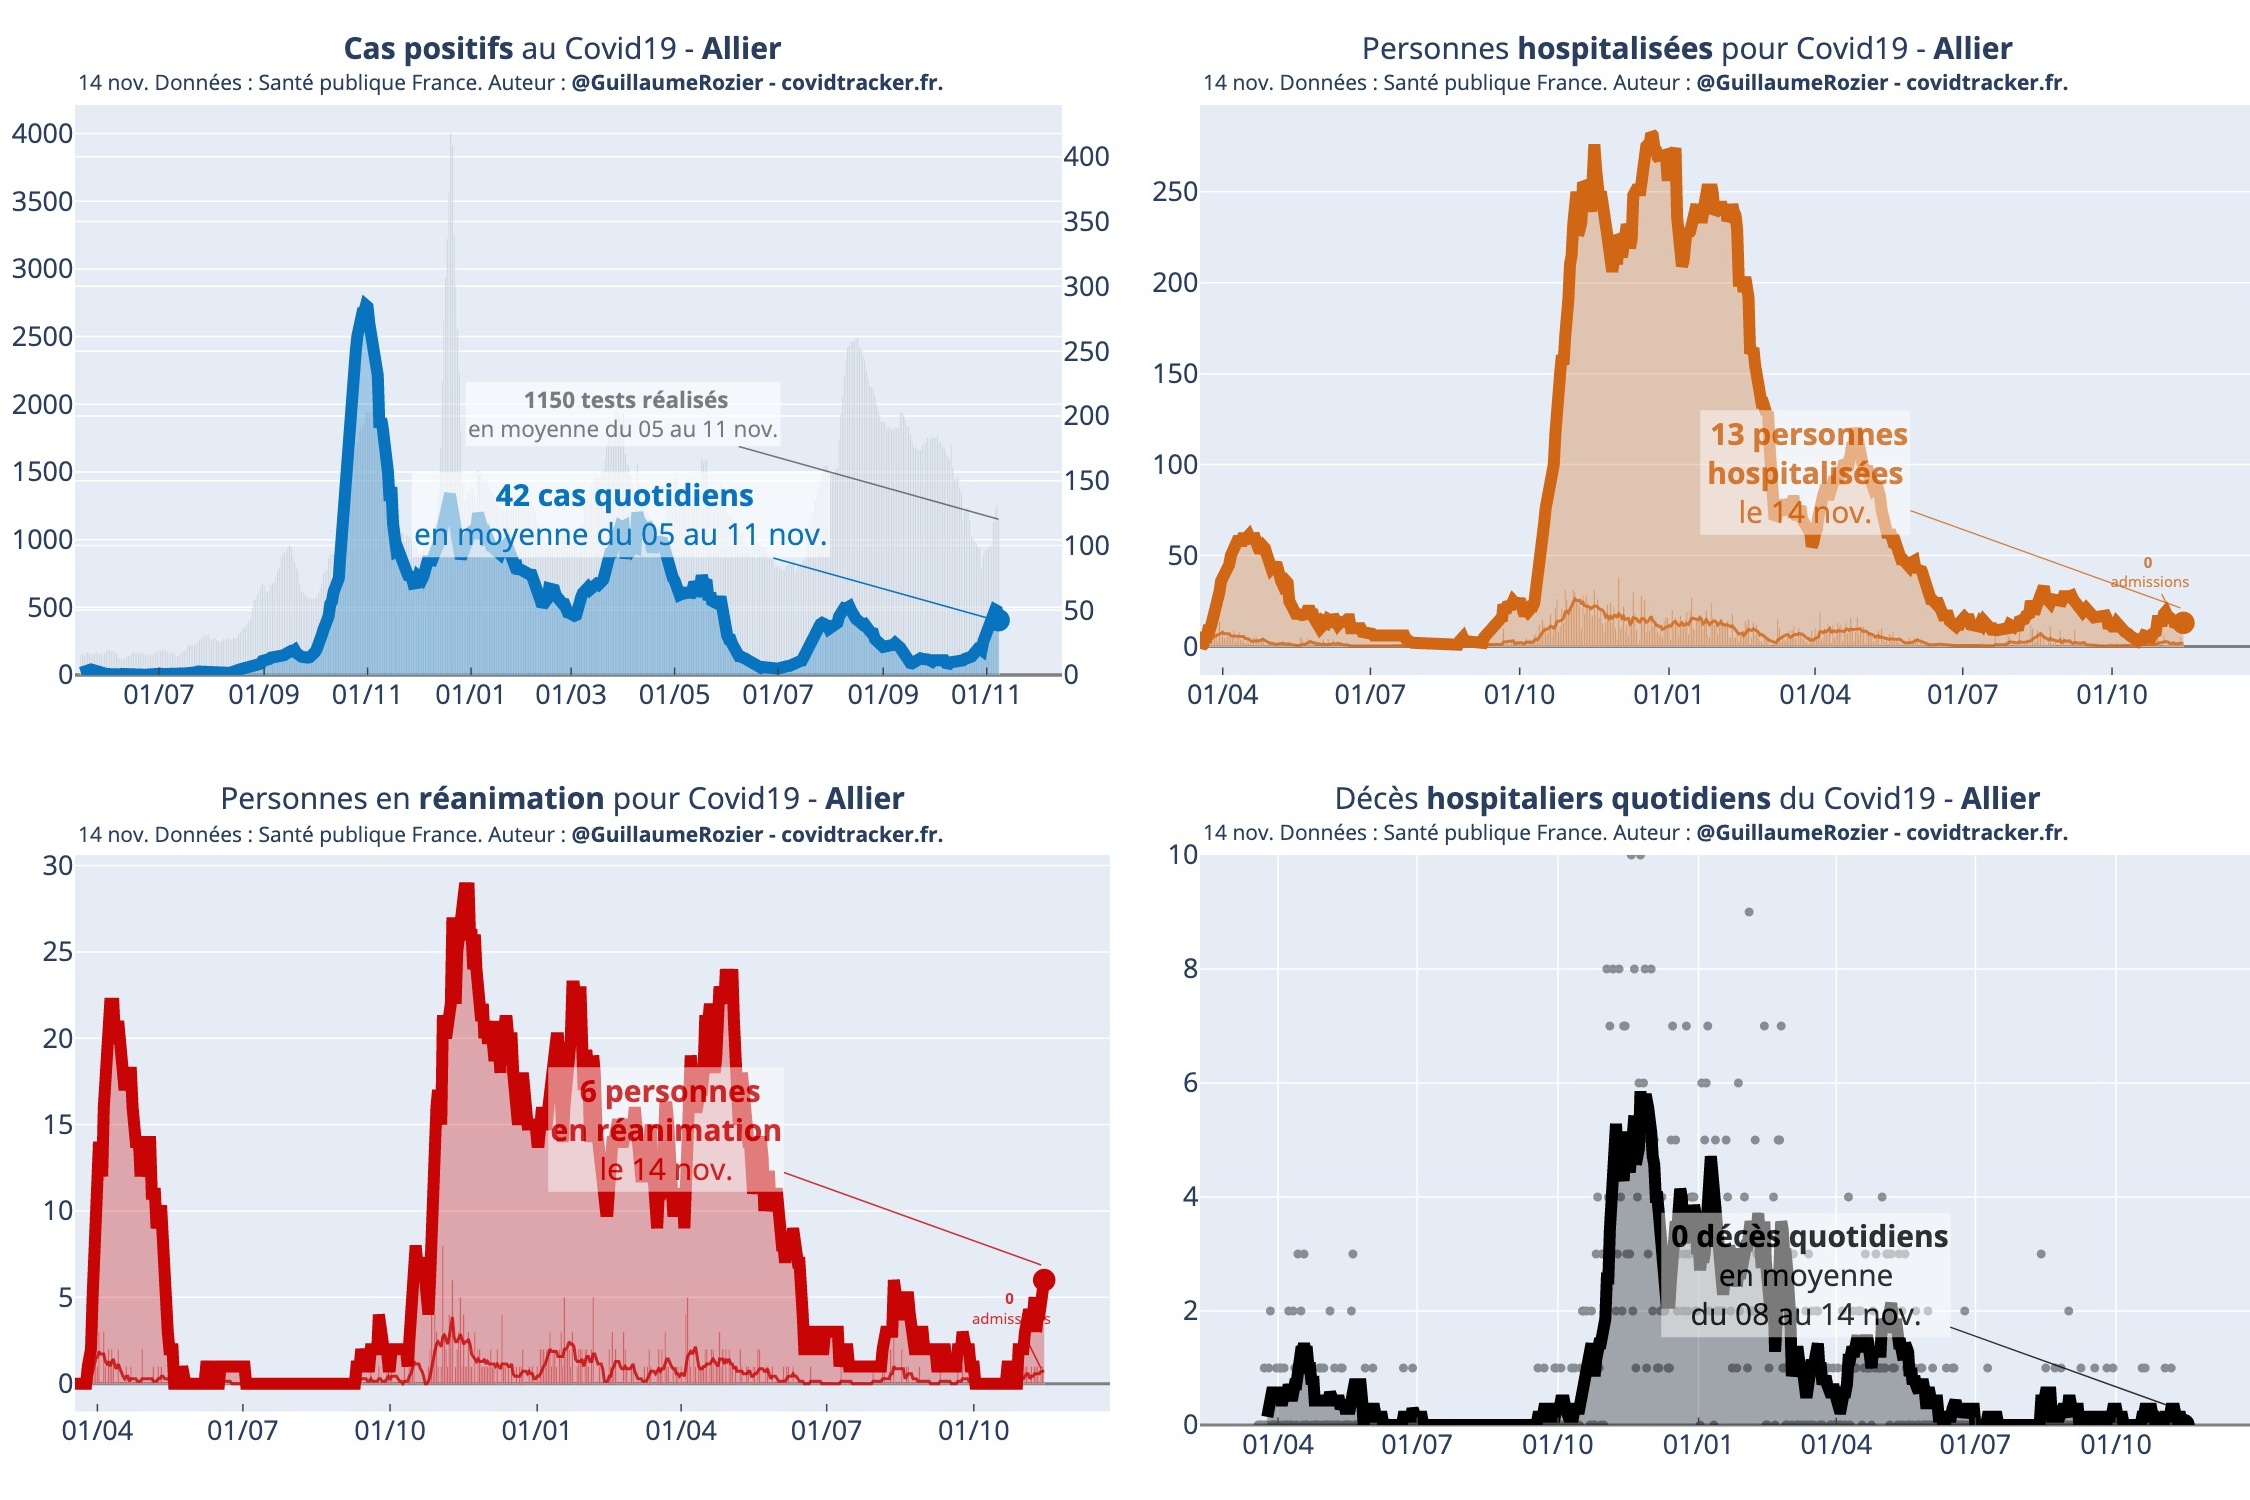 Cas positifs au Covid19 - Allier
14 nov. Données : Santé publique France. Auteur : @GuillaumeRozier - covidtracker.fr.
4000
3500
3000
2500
2000
1500
1000
500
0
400
350
300
250
200
150
100
50
0
1150 tests réalisés
en moyenne du 05 au 11 nov.
42 cas quotidiens
en moyenne du 05 au 11 nov.
01/07 01/09 01/11 01/01 01/03 01/05 01/07 01/09 01/11
Personnes hospitalisées pour Covid19 - Allier
14 nov. Données : Santé publique France. Auteur : @GuillaumeRozier - covidtracker.fr.
250
200
150
100
50
0
13 personnes
hospitalisées
le 14 nov.
0
admissions
01/04 01/07 01/10 01/01 01/04 01/07 01/10
Personnes en réanimation pour Covid19 - Allier
14 nov. Données : Santé publique France. Auteur : @GuillaumeRozier - covidtracker.fr.
30
25
20
15
10
5
0
6 personnes
en réanimation
le 14 nov.
0
admissions
01/04 01/07 01/10 01/01 01/04 01/07 01/10
Décès hospitaliers quotidiens du Covid19 - Allier
14 nov. Données : Santé publique France. Auteur : @GuillaumeRozier - covidtracker.fr.
10
8
6
4
2
0
0 décès quotidiens
en moyenne
du 08 au 14 nov.
01/04 01/07 01/10 01/01 01/04 01/07 01/10